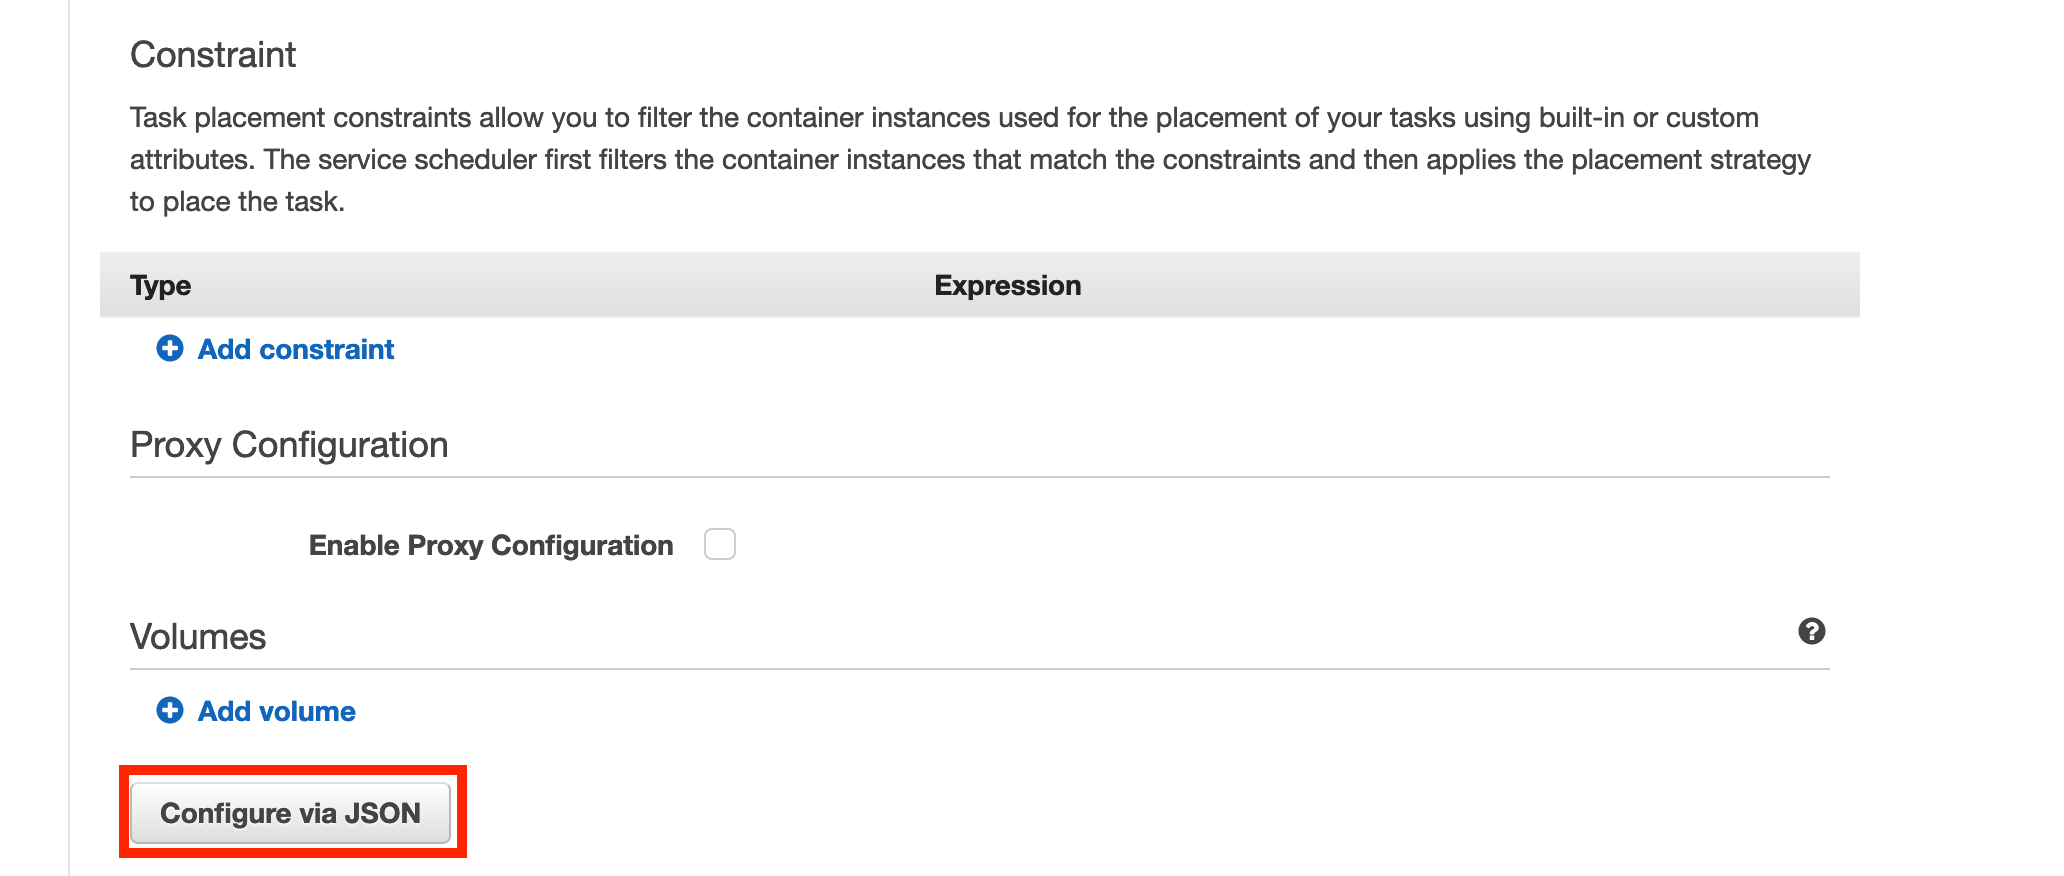 Constraint
Task placement constraints allow you to filter the container instances used for the placement of your tasks using built-in or custom
attributes. The service scheduler first filters the container instances that match the constraints and then applies the placement strategy
to place the task.
Type Expression
Add constraint
Proxy Configuration
Enable Proxy Configuration
Volumes
Add volume
Configure via JSON